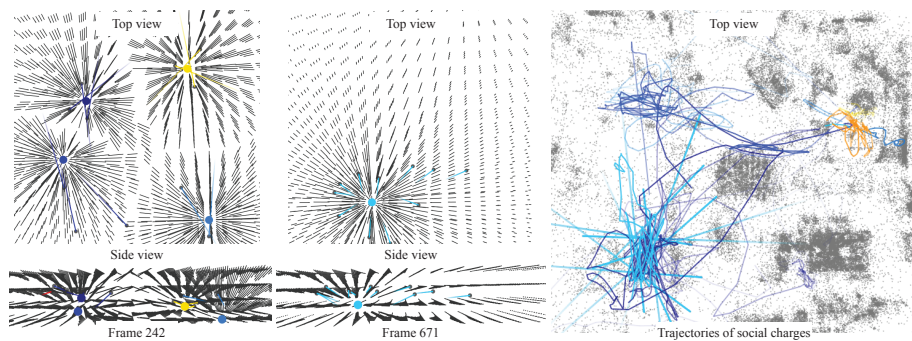 Top view
Top view
Top view
Side view
Side view
Frame 242
Frame 671
Trajectories of social charges